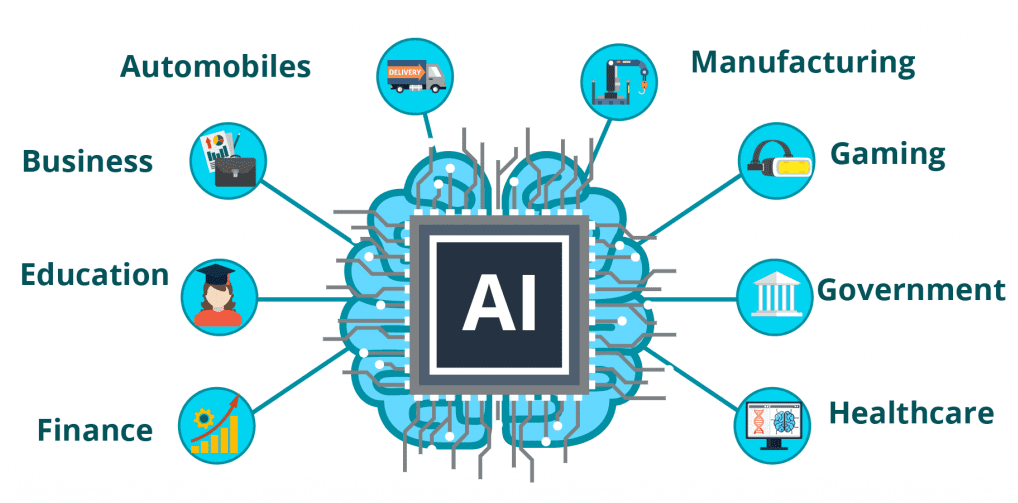 Automobiles
DELIVERY
Manufacturing
Business
Gaming
Education
AI
Government
Finance
Healthcare